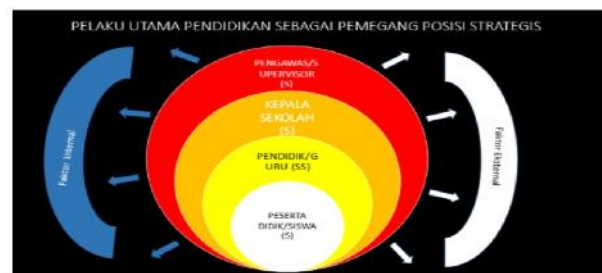 PELAKU UTAMA PENDIDIKAN SEBAGAI PEMEGANG POSISI STRATEGIS
PENGAWAS/S
UPERVISOR
(S)
KEPALA
SEKOLAH
(S)
PENDIDIK/G
URU (SS)
PESERTA
DIDIK/SISWA
(S)
Faktor Internal
Faktor Eksternal